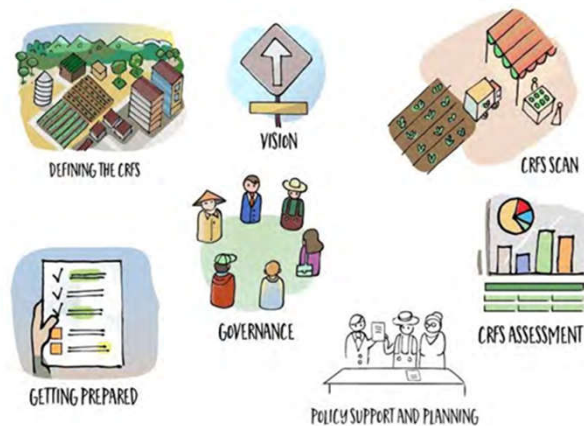 DEFINING THE CRFS
VISION
CRFS SCAN
GETTING PREPARED
GOVERNANCE
CRFS ASSESSMENT
POLICY SUPPORT AND PLANNING